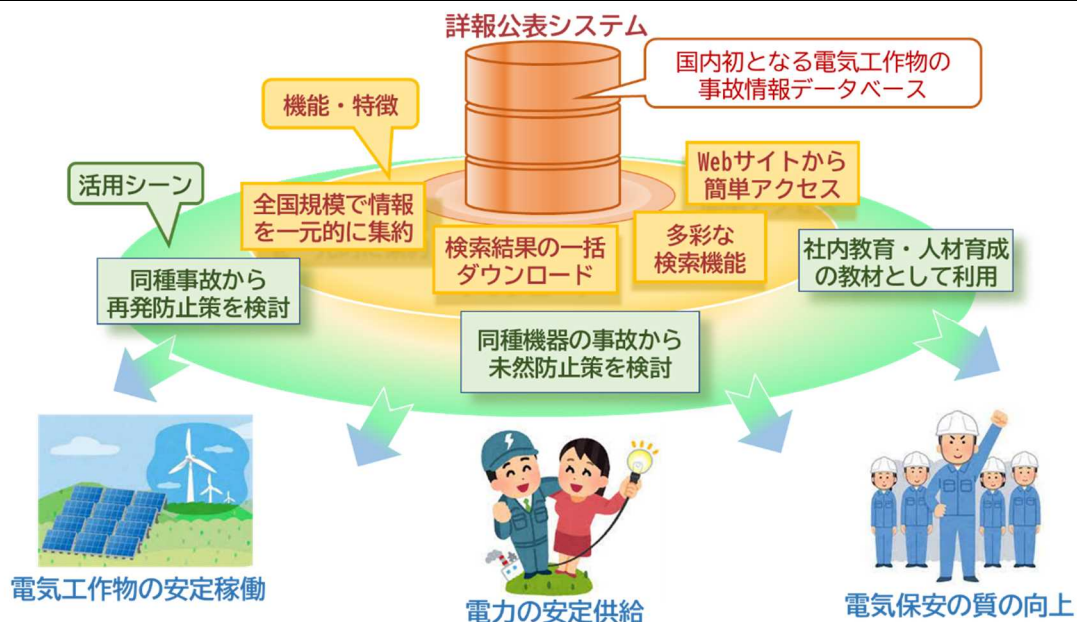 詳報公表システム
国内初となる電気工作物の
事故情報データベース
機能・特徴
Webサイトから
簡単アクセス
活用シーン
全国規模で情報
を一元的に集約
検索結果の一括
ダウンロード
多彩な
検索機能
社内教育・人材育成
の教材として利用
同種事故から
再発防止策を検討
同種機器の事故から
未然防止策を検討
電気工作物の安定稼働
電力の安定供給
電気保安の質の向上